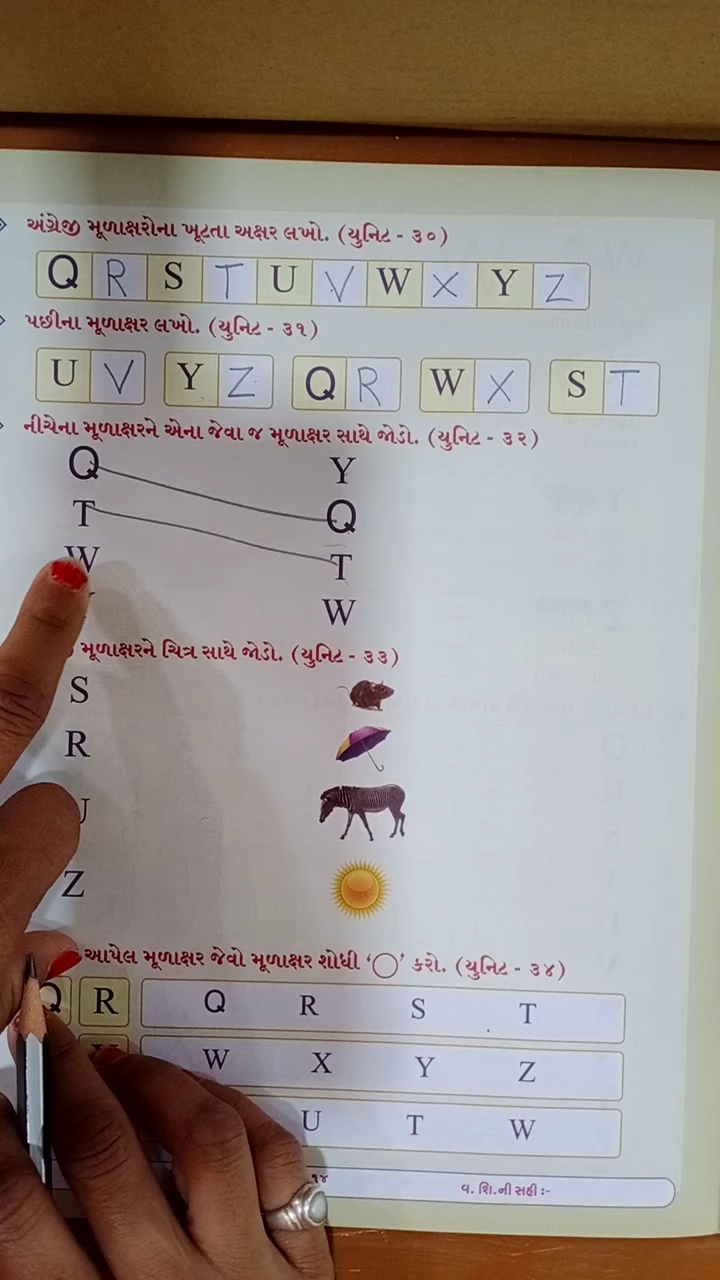 અંગ્રેજી મૂળાક્ષરોના ખૂટતા અક્ષર લખો. (યુનિટ - ૩૦)
Q R S T U V W X Y Z
પછીના મૂળાક્ષર લખો. (યુનિટ - ૩૧)
U V Y Z Q R W X S T
નીચેના મૂળાક્ષરને એના જેવા જ મૂળાક્ષર સાથે જોડો. (યુનિટ - ૩૨)
Q Y
T Q
W T
W
મૂળાક્ષરને ચિત્ર સાથે જોડો. (યુનિટ - ૩૩)
S
R
U
Z
આપેલ મૂળાક્ષર જેવો મૂળાક્ષર શોધી ‘◯’ કરો. (યુનિટ - ૩૪)
Q R Q R S T
W X Y Z
U T W
૧૪ વ. શિ.ની સહી :-